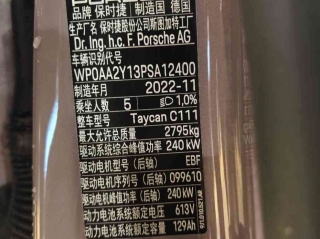 品牌 保时捷 制造国 德国
生产厂名 保时捷股份公司斯图加特工厂
Dr. Ing. h.c. F. Porsche AG
车辆识别代号
WP0AA2Y13PSA12400
制造年月 2022-11
乘坐人数 5 g 1,0%
整车型号 Taycan C111
最大允许总质量 2795kg
驱动系统综合峰值功率 240 kW
驱动电机型号(后轴) EBF
驱动电机序列号(后轴) 099610
驱动电机峰值功率(后轴) 240 kW
动力电池系统额定电压 613V
动力电池系统额定容量 129Ah